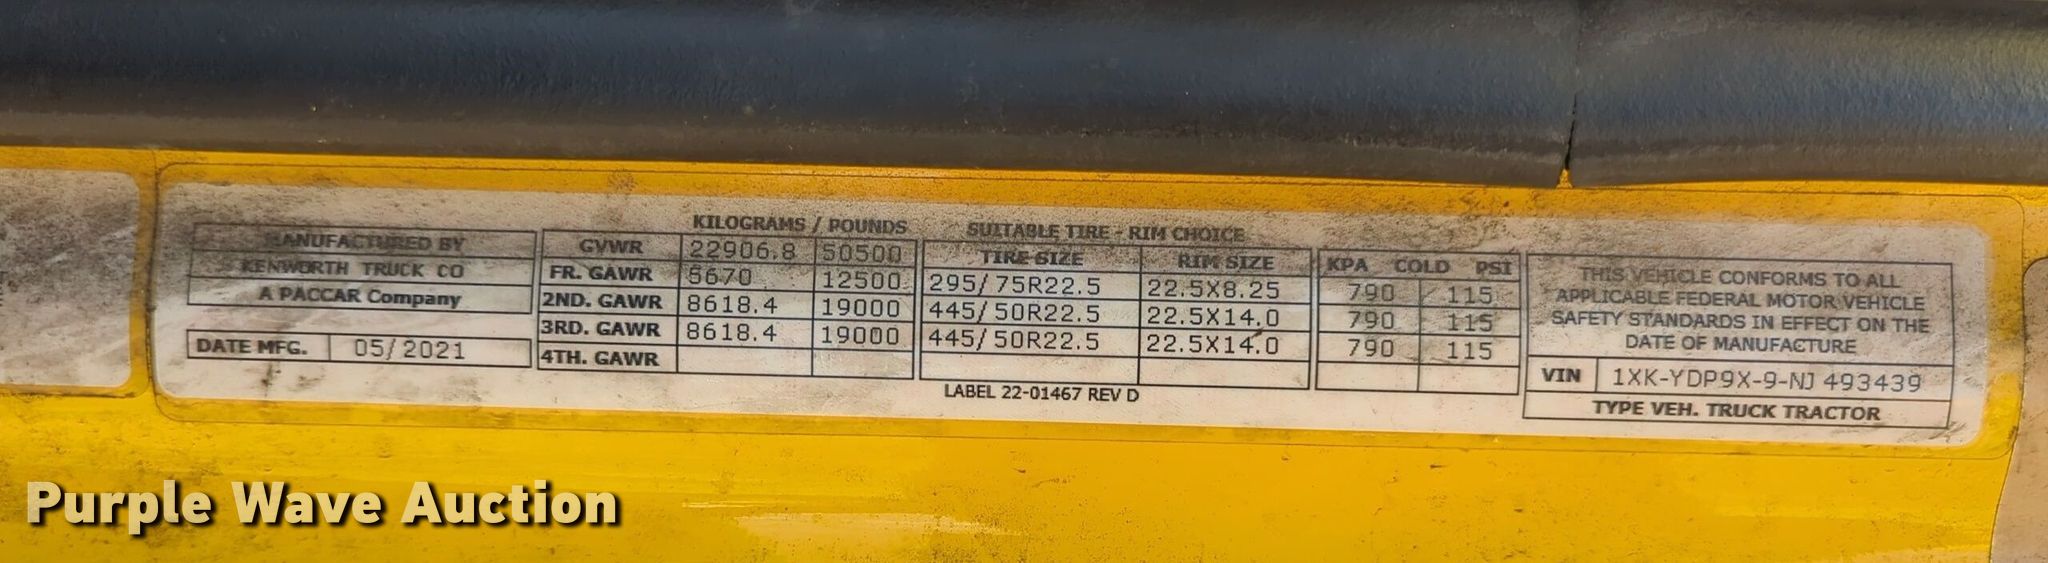 KILOGRAMS / POUNDS SUITABLE TIRE - RIM CHOICE
MANUFACTURED BY
KENWORTH TRUCK CO
A PACCAR Company
DATE MFG. 05/2021
GVWR 22906.8 50500 TIRE SIZE RIM SIZE KPA COLD PSI
FR. GAWR 5670 12500 295/75R22.5 22.5X8.25 790 115
2ND. GAWR 8618.4 19000 445/50R22.5 22.5X14.0 790 115
3RD. GAWR 8618.4 19000 445/50R22.5 22.5X14.0 790 115
4TH. GAWR
LABEL 22-01467 REV D
THIS VEHICLE CONFORMS TO ALL
APPLICABLE FEDERAL MOTOR VEHICLE
SAFETY STANDARDS IN EFFECT ON THE
DATE OF MANUFACTURE
VIN 1XK-YDP9X-9-NJ 493439
TYPE VEH. TRUCK TRACTOR
Purple Wave Auction